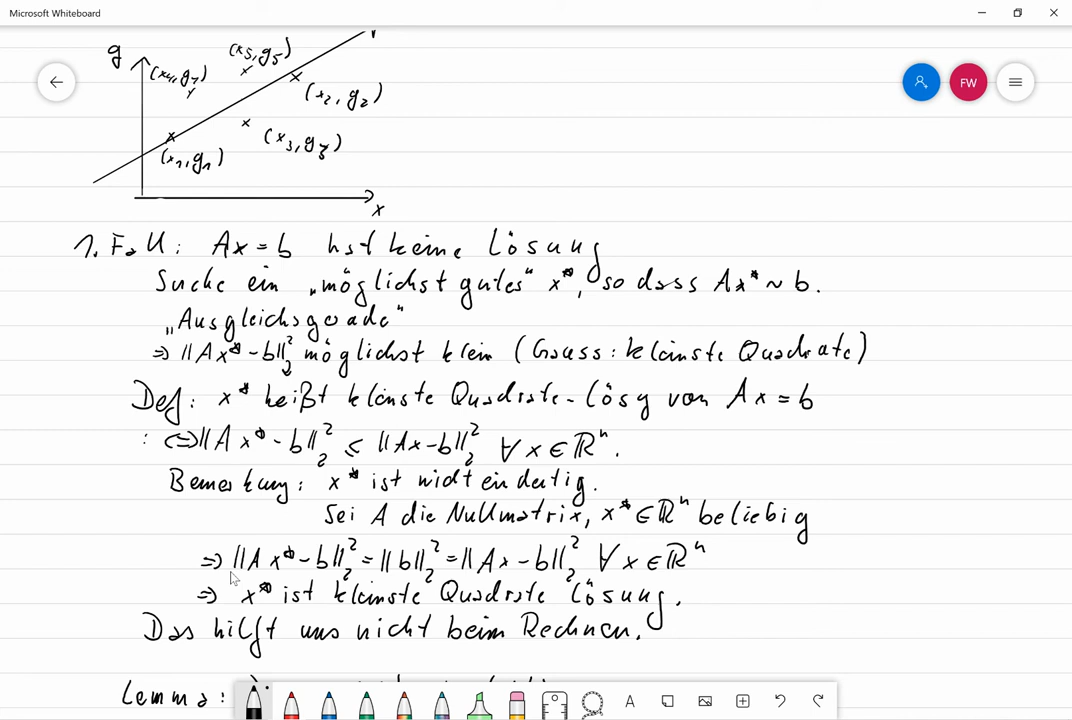 Microsoft Whiteboard
FW
g
(x₅,g₅)
(x₄,g₄)
(x₂,g₂)
(x₃,g₃)
(x₁,g₁)
x
1. Fall: Ax=b hat keine Lösung
Suche ein „möglichst gutes" x*, so dass Ax* ~ b.
„Ausgleichsgerade"
⇒ ||Ax*-b||₂² möglichst klein (Gauss: kleinste Quadrate)
Def: x* heißt kleinste Quadrate-Lösg von Ax=b
:⇔ ||Ax*-b||₂² ≤ ||Ax-b||₂² ∀ x∈ℝⁿ.
Bemerkung: x* ist nicht eindeutig.
Sei A die Nullmatrix, x*∈ℝⁿ beliebig
⇒ ||Ax*-b||₂² = ||b||₂² = ||Ax-b||₂² ∀ x∈ℝⁿ
⇒ x* ist kleinste Quadrate Lösung.
Das hilft uns nicht beim Rechnen.
Lemma:
A